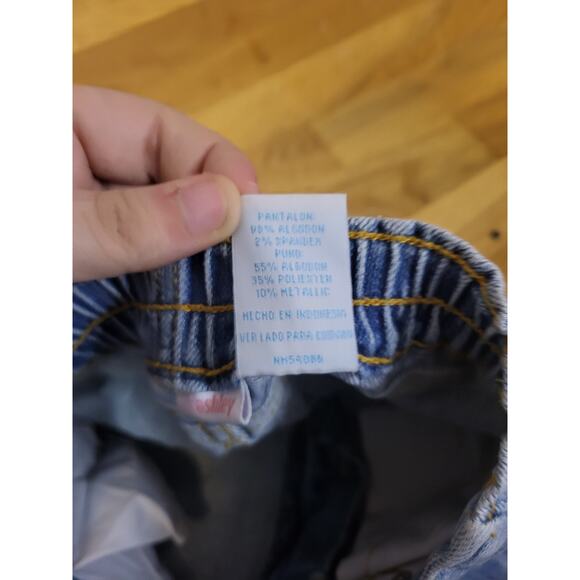 PANTALON:
98% ALGODON
2% SPANDEX
PUNO:
55% ALGODON
35% POLIESTER
10% METALLIC
HECHO EN INDONESIA
VER LADO PARA CUIDADO
ashley